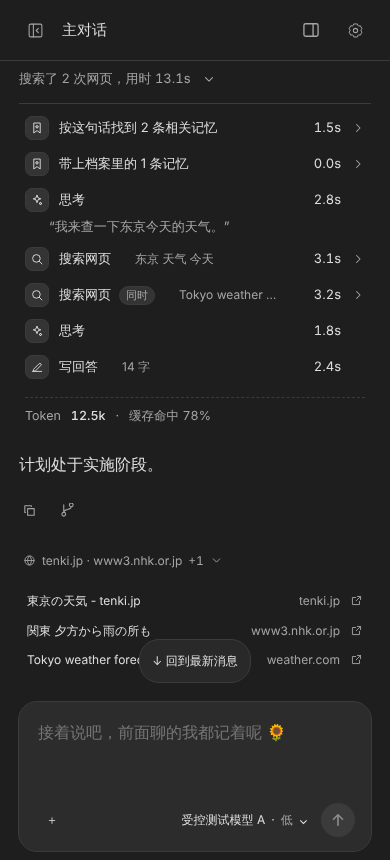 主对话
搜索了 2 次网页，用时 13.1s
按这句话找到 2 条相关记忆 1.5s
带上档案里的 1 条记忆 0.0s
思考 2.8s
“我来查一下东京今天的天气。”
搜索网页 东京 天气 今天 3.1s
搜索网页 同时 Tokyo weather ... 3.2s
思考 1.8s
写回答 14 字 2.4s
Token 12.5k · 缓存命中 78%
计划处于实施阶段。
tenki.jp · www3.nhk.or.jp +1
東京の天気 - tenki.jp tenki.jp
関東 夕方から雨の所も www3.nhk.or.jp
Tokyo weather weather.com
↓ 回到最新消息
接着说吧，前面聊的我都记着呢 🌻
+ 受控测试模型 A · 低